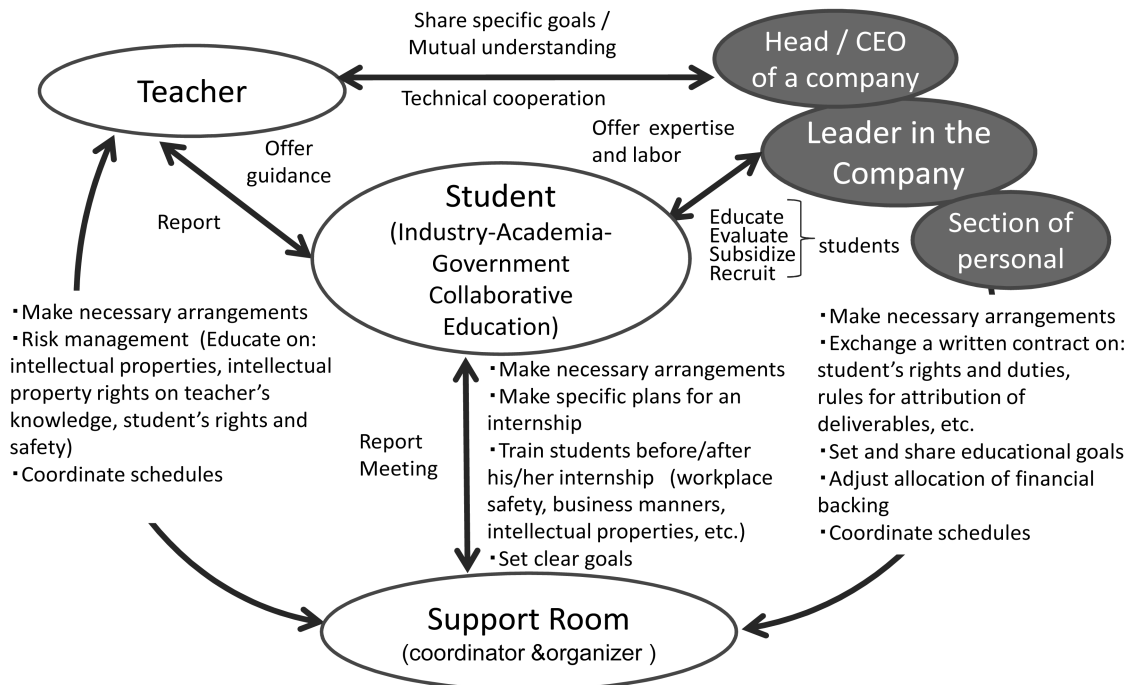 Share specific goals /
Mutual understanding
Head / CEO
of a company
Teacher
Technical cooperation
Offer expertise
and labor
Leader in the
Company
Offer
guidance
Report
Student
(Industry-Academia-
Government
Collaborative
Education)
Educate
Evaluate
Subsidize
Recruit
students
Section of
personal
・Make necessary arrangements
・Risk management (Educate on:
intellectual properties, intellectual
property rights on teacher's
knowledge, student's rights and
safety)
・Coordinate schedules
Report
Meeting
・Make necessary arrangements
・Make specific plans for an
internship
・Train students before/after
his/her internship (workplace
safety, business manners,
intellectual properties, etc.)
・Set clear goals
・Make necessary arrangements
・Exchange a written contract on:
student's rights and duties,
rules for attribution of
deliverables, etc.
・Set and share educational goals
・Adjust allocation of financial
backing
・Coordinate schedules
Support Room
(coordinator &organizer )